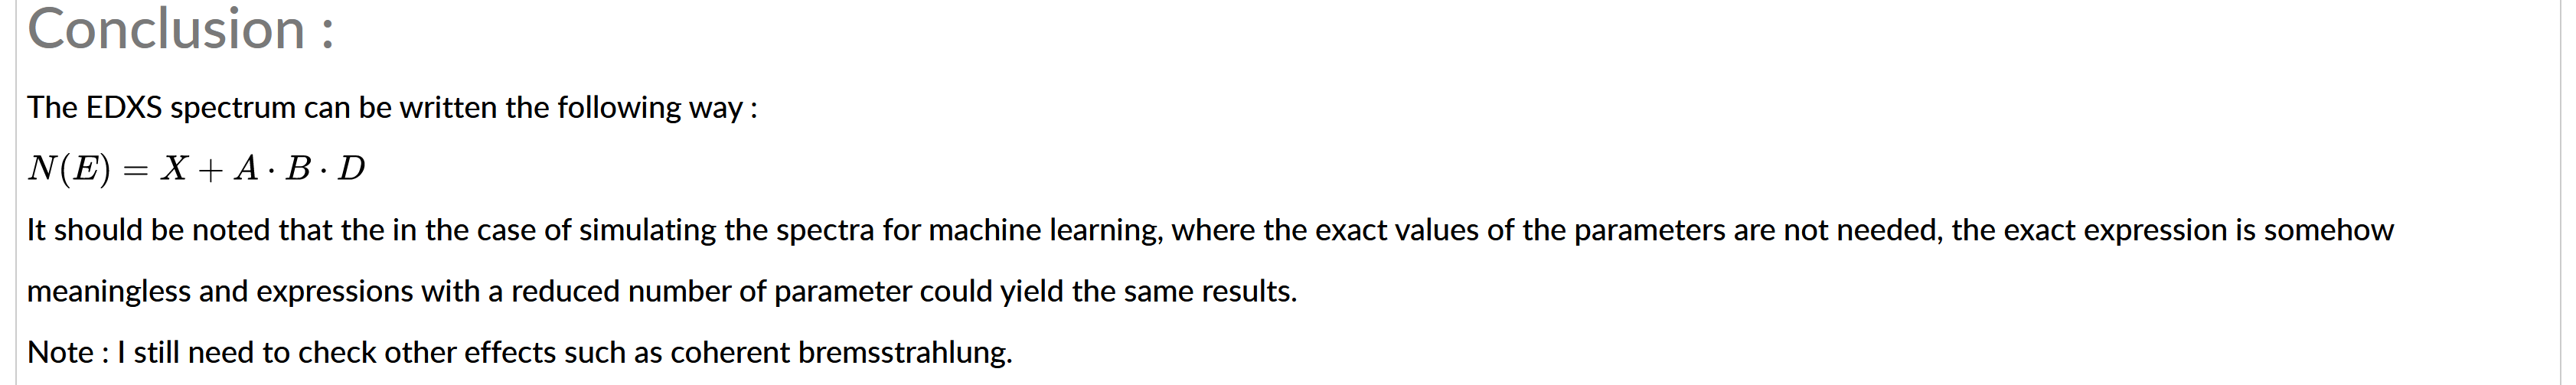 Conclusion :
The EDXS spectrum can be written the following way :
N(E) = X + A · B · D
It should be noted that the in the case of simulating the spectra for machine learning, where the exact values of the parameters are not needed, the exact expression is somehow
meaningless and expressions with a reduced number of parameter could yield the same results.
Note : I still need to check other effects such as coherent bremsstrahlung.